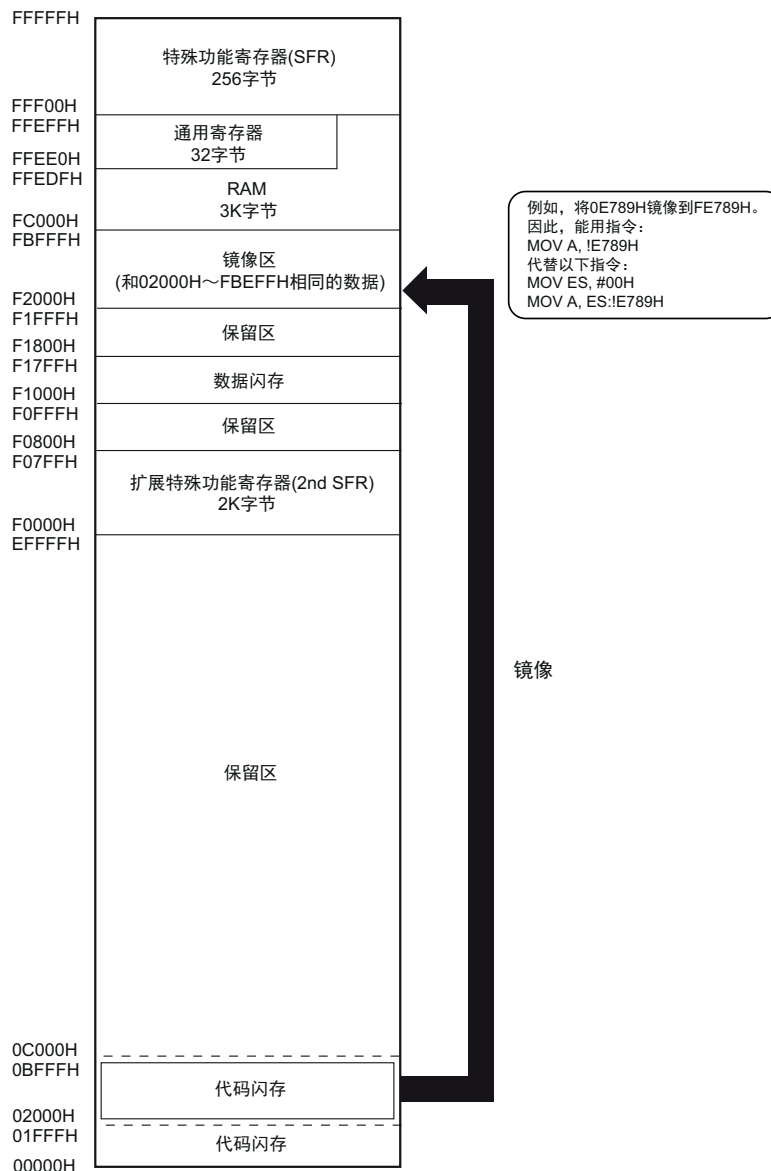 FFFFFH
特殊功能寄存器(SFR)
256字节
FFF00H
FFEFFH
通用寄存器
32字节
FFEE0H
FFEDFH
RAM
3K字节
FC000H
FBFFFH
镜像区
(和02000H～FBEFFH相同的数据)
F2000H
F1FFFH
保留区
F1800H
F17FFH
数据闪存
F1000H
F0FFFH
保留区
F0800H
F07FFH
扩展特殊功能寄存器(2nd SFR)
2K字节
F0000H
EFFFFH
保留区
0C000H
0BFFFH
代码闪存
02000H
01FFFH
代码闪存
00000H
例如，将0E789H镜像到FE789H。
因此，能用指令：
MOV A, !E789H
代替以下指令：
MOV ES, #00H
MOV A, ES:!E789H
镜像